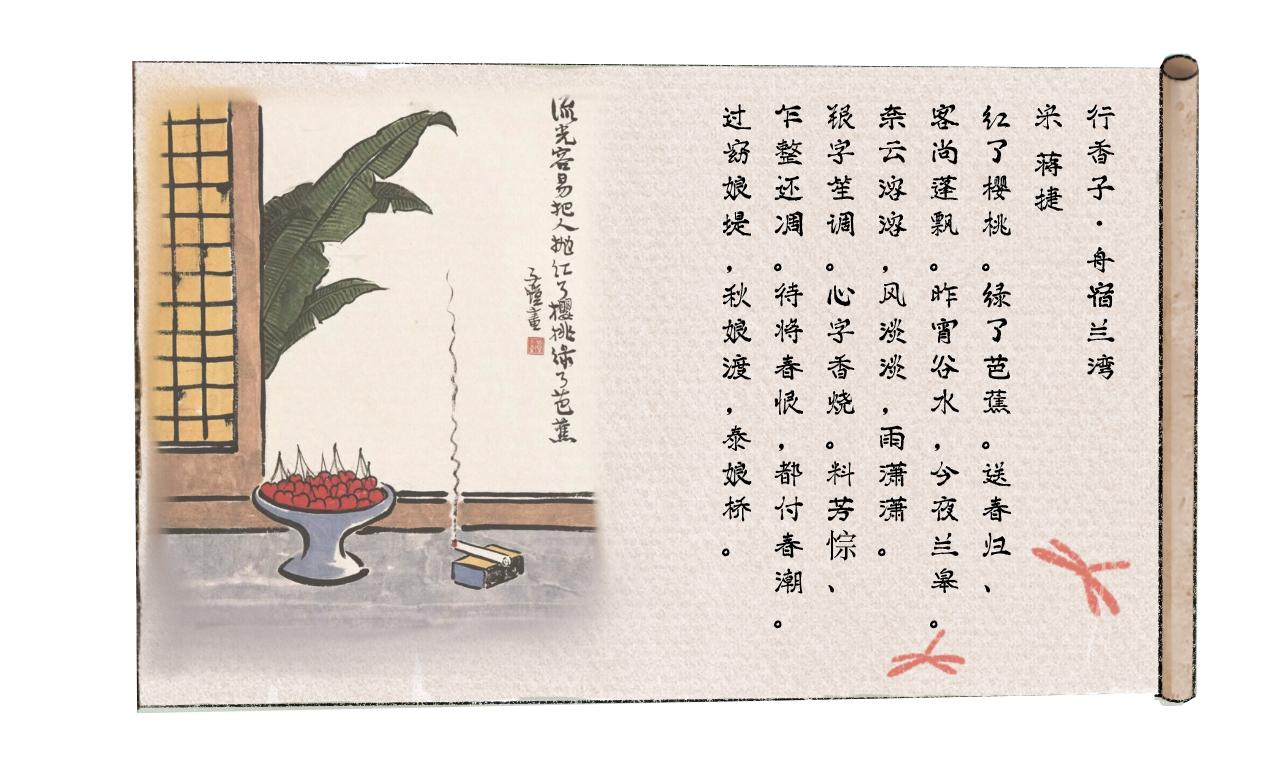 行香子·舟宿兰湾
宋 蒋捷
红了樱桃。绿了芭蕉。送春归、
客尚蓬飘。昨宵谷水,今夜兰皋。
奈云溶溶,风淡淡,雨潇潇。
银字笙调。心字香烧。料芳悰、
乍整还凋。待将春恨,都付春潮。
过窈娘堤,秋娘渡,泰娘桥。
流光容易把人抛红了樱桃绿了芭蕉
子愷畫